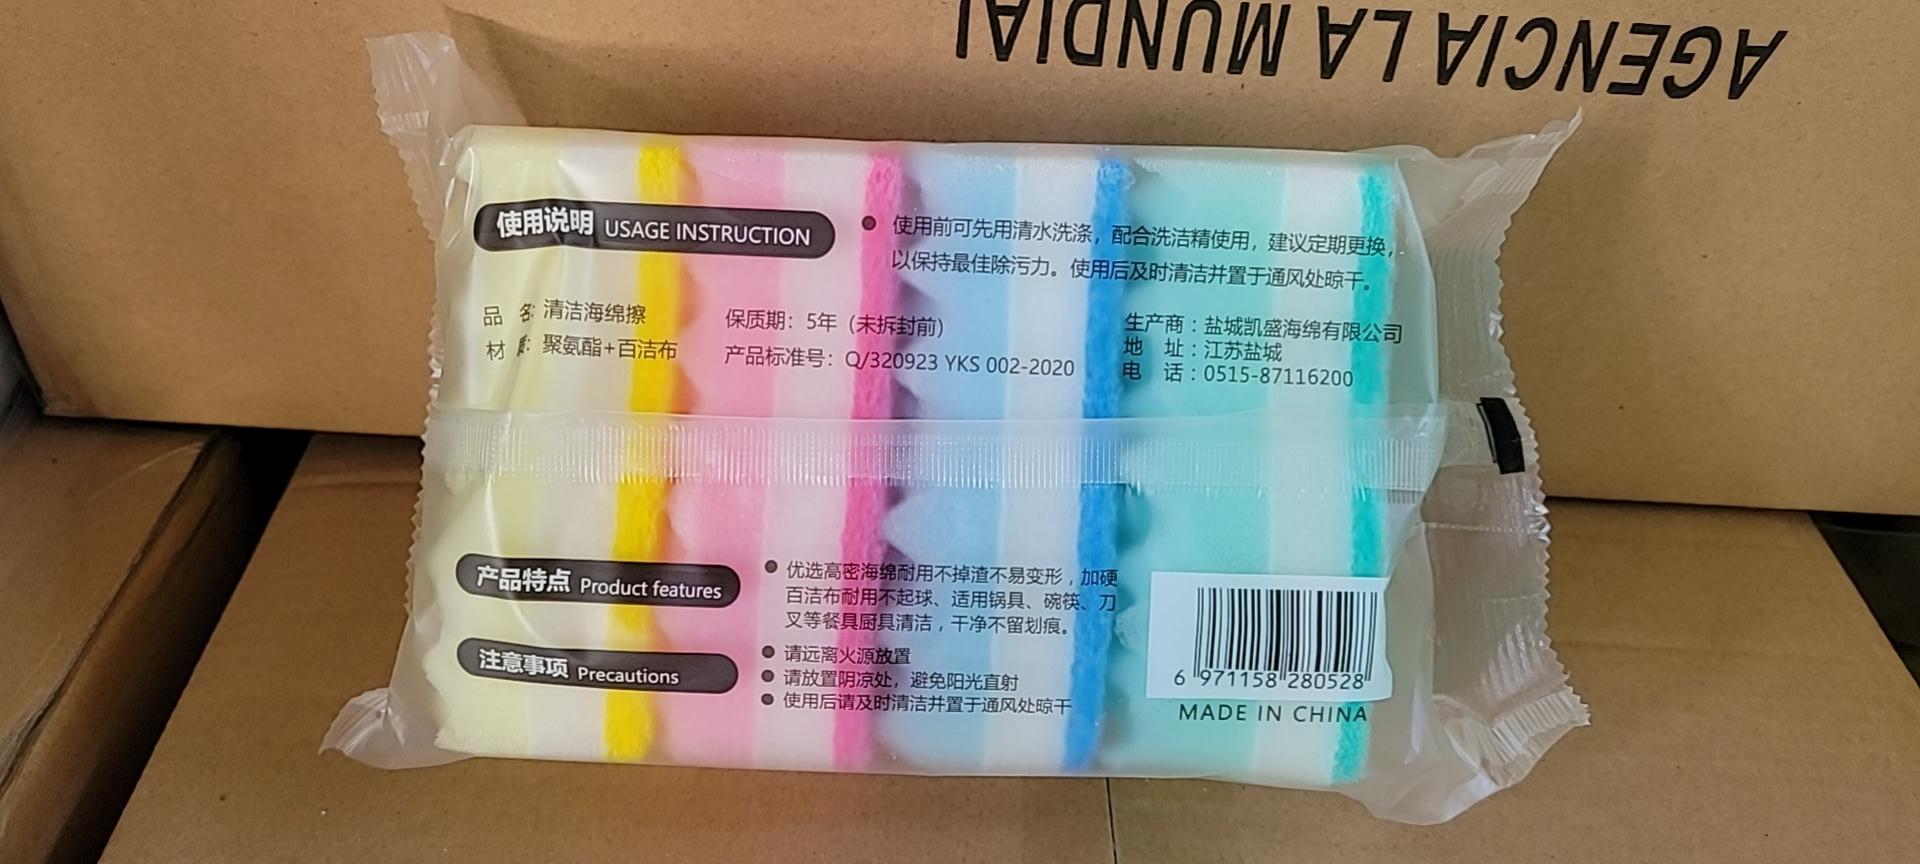 AGENCIA LA MUNDIAL
使用说明 USAGE INSTRUCTION
● 使用前可先用清水洗涤，配合洗洁精使用，建议定期更换，
以保持最佳除污力。使用后及时清洁并置于通风处晾干。
品 名：清洁海绵擦
材 质：聚氨酯+百洁布
保质期：5年（未拆封前）
产品标准号：Q/320923 YKS 002-2020
生产商：盐城凯盛海绵有限公司
地 址：江苏盐城
电 话：0515-87116200
产品特点 Product features
● 优选高密海绵耐用不掉渣不易变形，加硬
百洁布耐用不起球、适用锅具、碗筷、刀
叉等餐具厨具清洁，干净不留划痕。
注意事项 Precautions
● 请远离火源放置
● 请放置阴凉处，避免阳光直射
● 使用后请及时清洁并置于通风处晾干
6 971158 280528
MADE IN CHINA